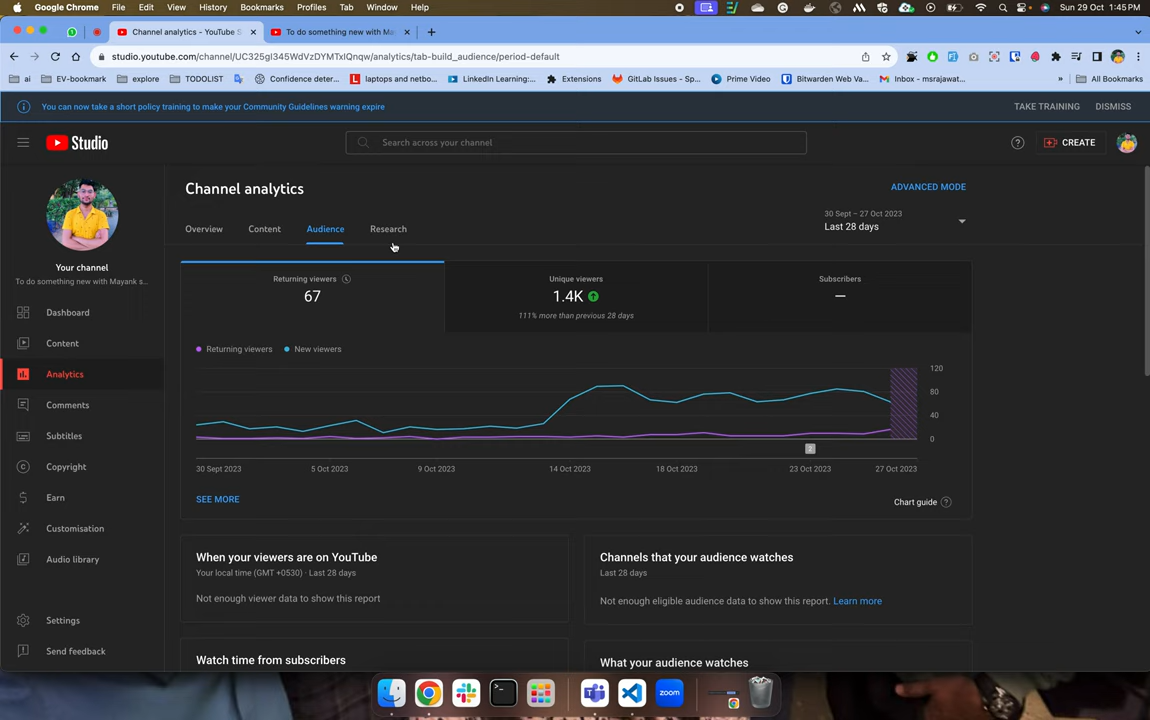 Google Chrome File Edit View History Bookmarks Profiles Tab Window Help Sun 29 Oct 1:45 PM
Channel analytics - YouTube S To do something new with May
studio.youtube.com/analytics/tab-build_audience/period-default
ai EV-bookmark explore TODOLIST Confidence deter... laptops and netbo... LinkedIn Learning:... Extensions GitLab Issues - Sp... Prime Video Bitwarden Web Va... Inbox - msrajawat... » All Bookmarks
You can now take a short policy training to make your Community Guidelines warning expire TAKE TRAINING DISMISS
Studio Search across your channel CREATE
Channel analytics ADVANCED MODE
30 Sept – 27 Oct 2023
Last 28 days
Overview Content Audience Research
Your channel
To do something new with Mayank s...
Dashboard
Content
Analytics
Comments
Subtitles
Copyright
Earn
Customisation
Audio library
Settings
Send feedback
Returning viewers
67
Unique viewers
1.4K
111% more than previous 28 days
Subscribers
—
Returning viewers New viewers
120
80
40
0
2
30 Sept 2023 5 Oct 2023 9 Oct 2023 14 Oct 2023 18 Oct 2023 23 Oct 2023 27 Oct 2023
SEE MORE Chart guide
When your viewers are on YouTube
Your local time (GMT +0530) · Last 28 days
Not enough viewer data to show this report
Channels that your audience watches
Last 28 days
Not enough eligible audience data to show this report. Learn more
Watch time from subscribers
What your audience watches
zoom